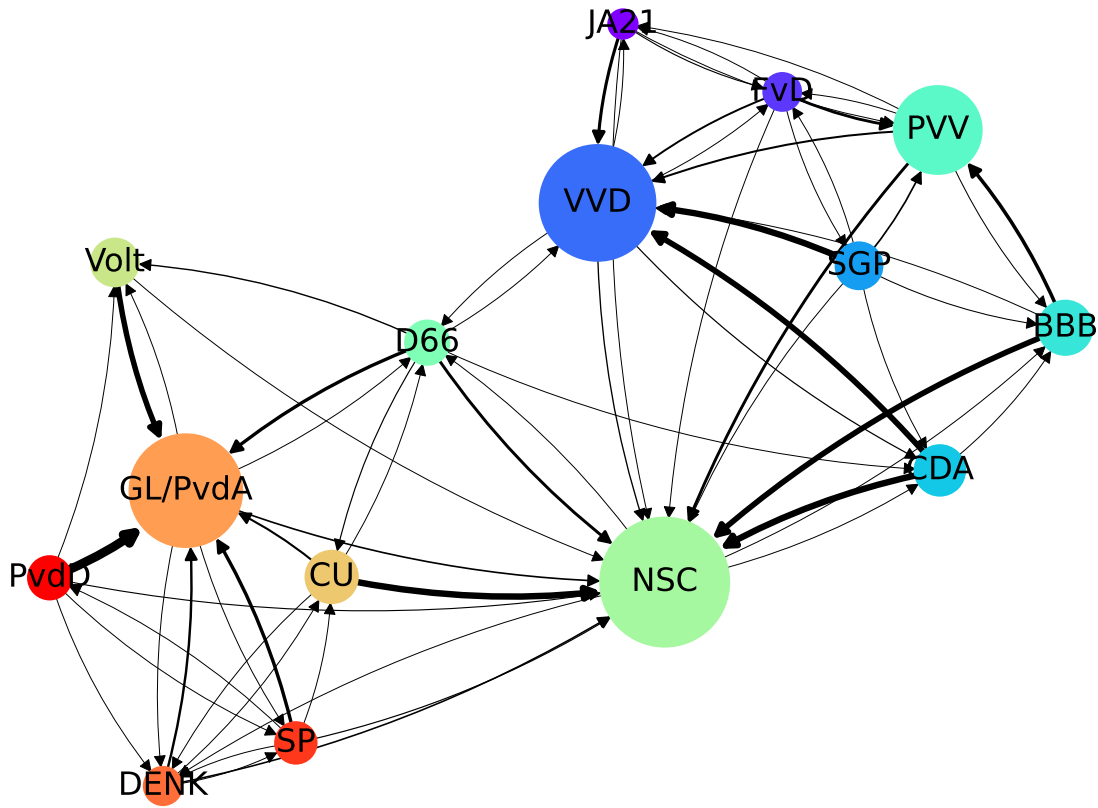 JA21
FvD
PVV
VVD
Volt
SGP
BBB
D66
CDA
GL/PvdA
PvdD
CU
NSC
SP
DENK